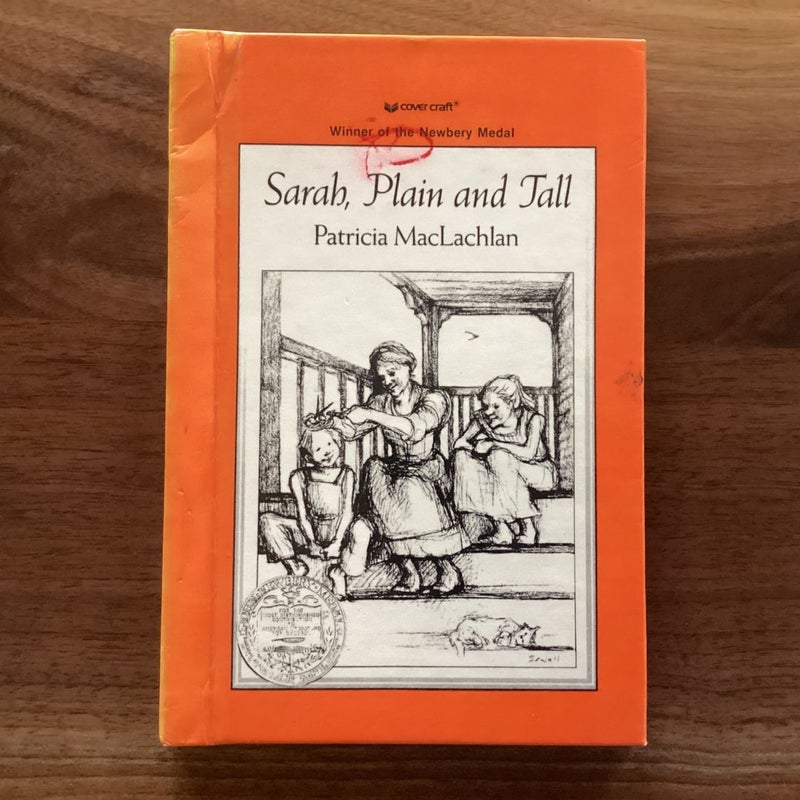 cover craft®
Winner of the Newbery Medal
Sarah, Plain and Tall
Patricia MacLachlan
Sewall